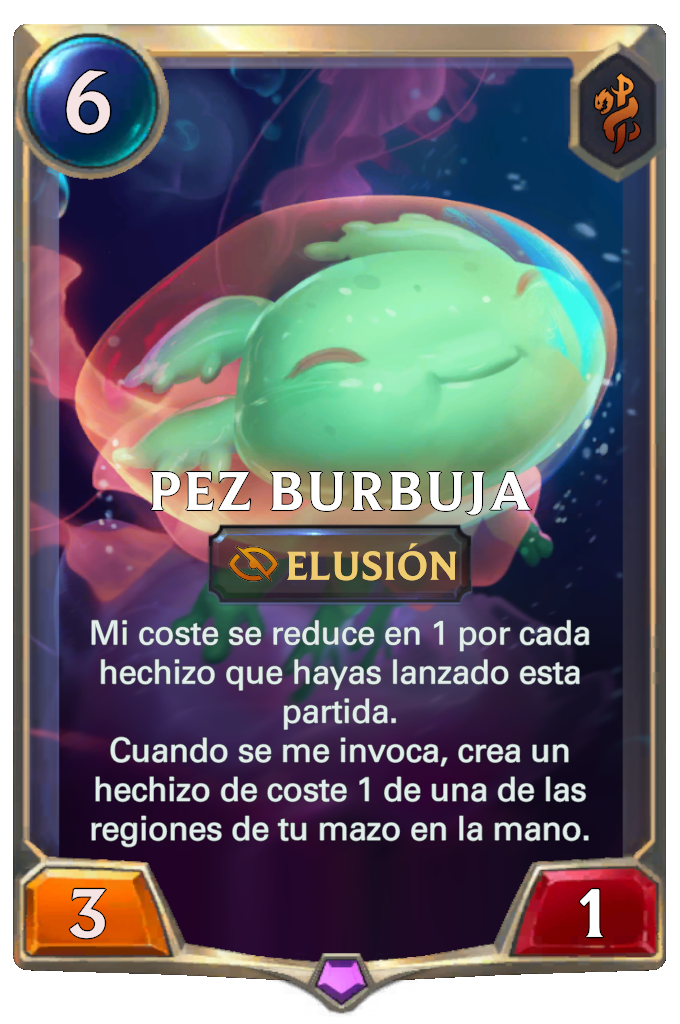 6
PEZ BURBUJA
ELUSIÓN
Mi coste se reduce en 1 por cada
hechizo que hayas lanzado esta
partida.
Cuando se me invoca, crea un
hechizo de coste 1 de una de las
regiones de tu mazo en la mano.
3
1